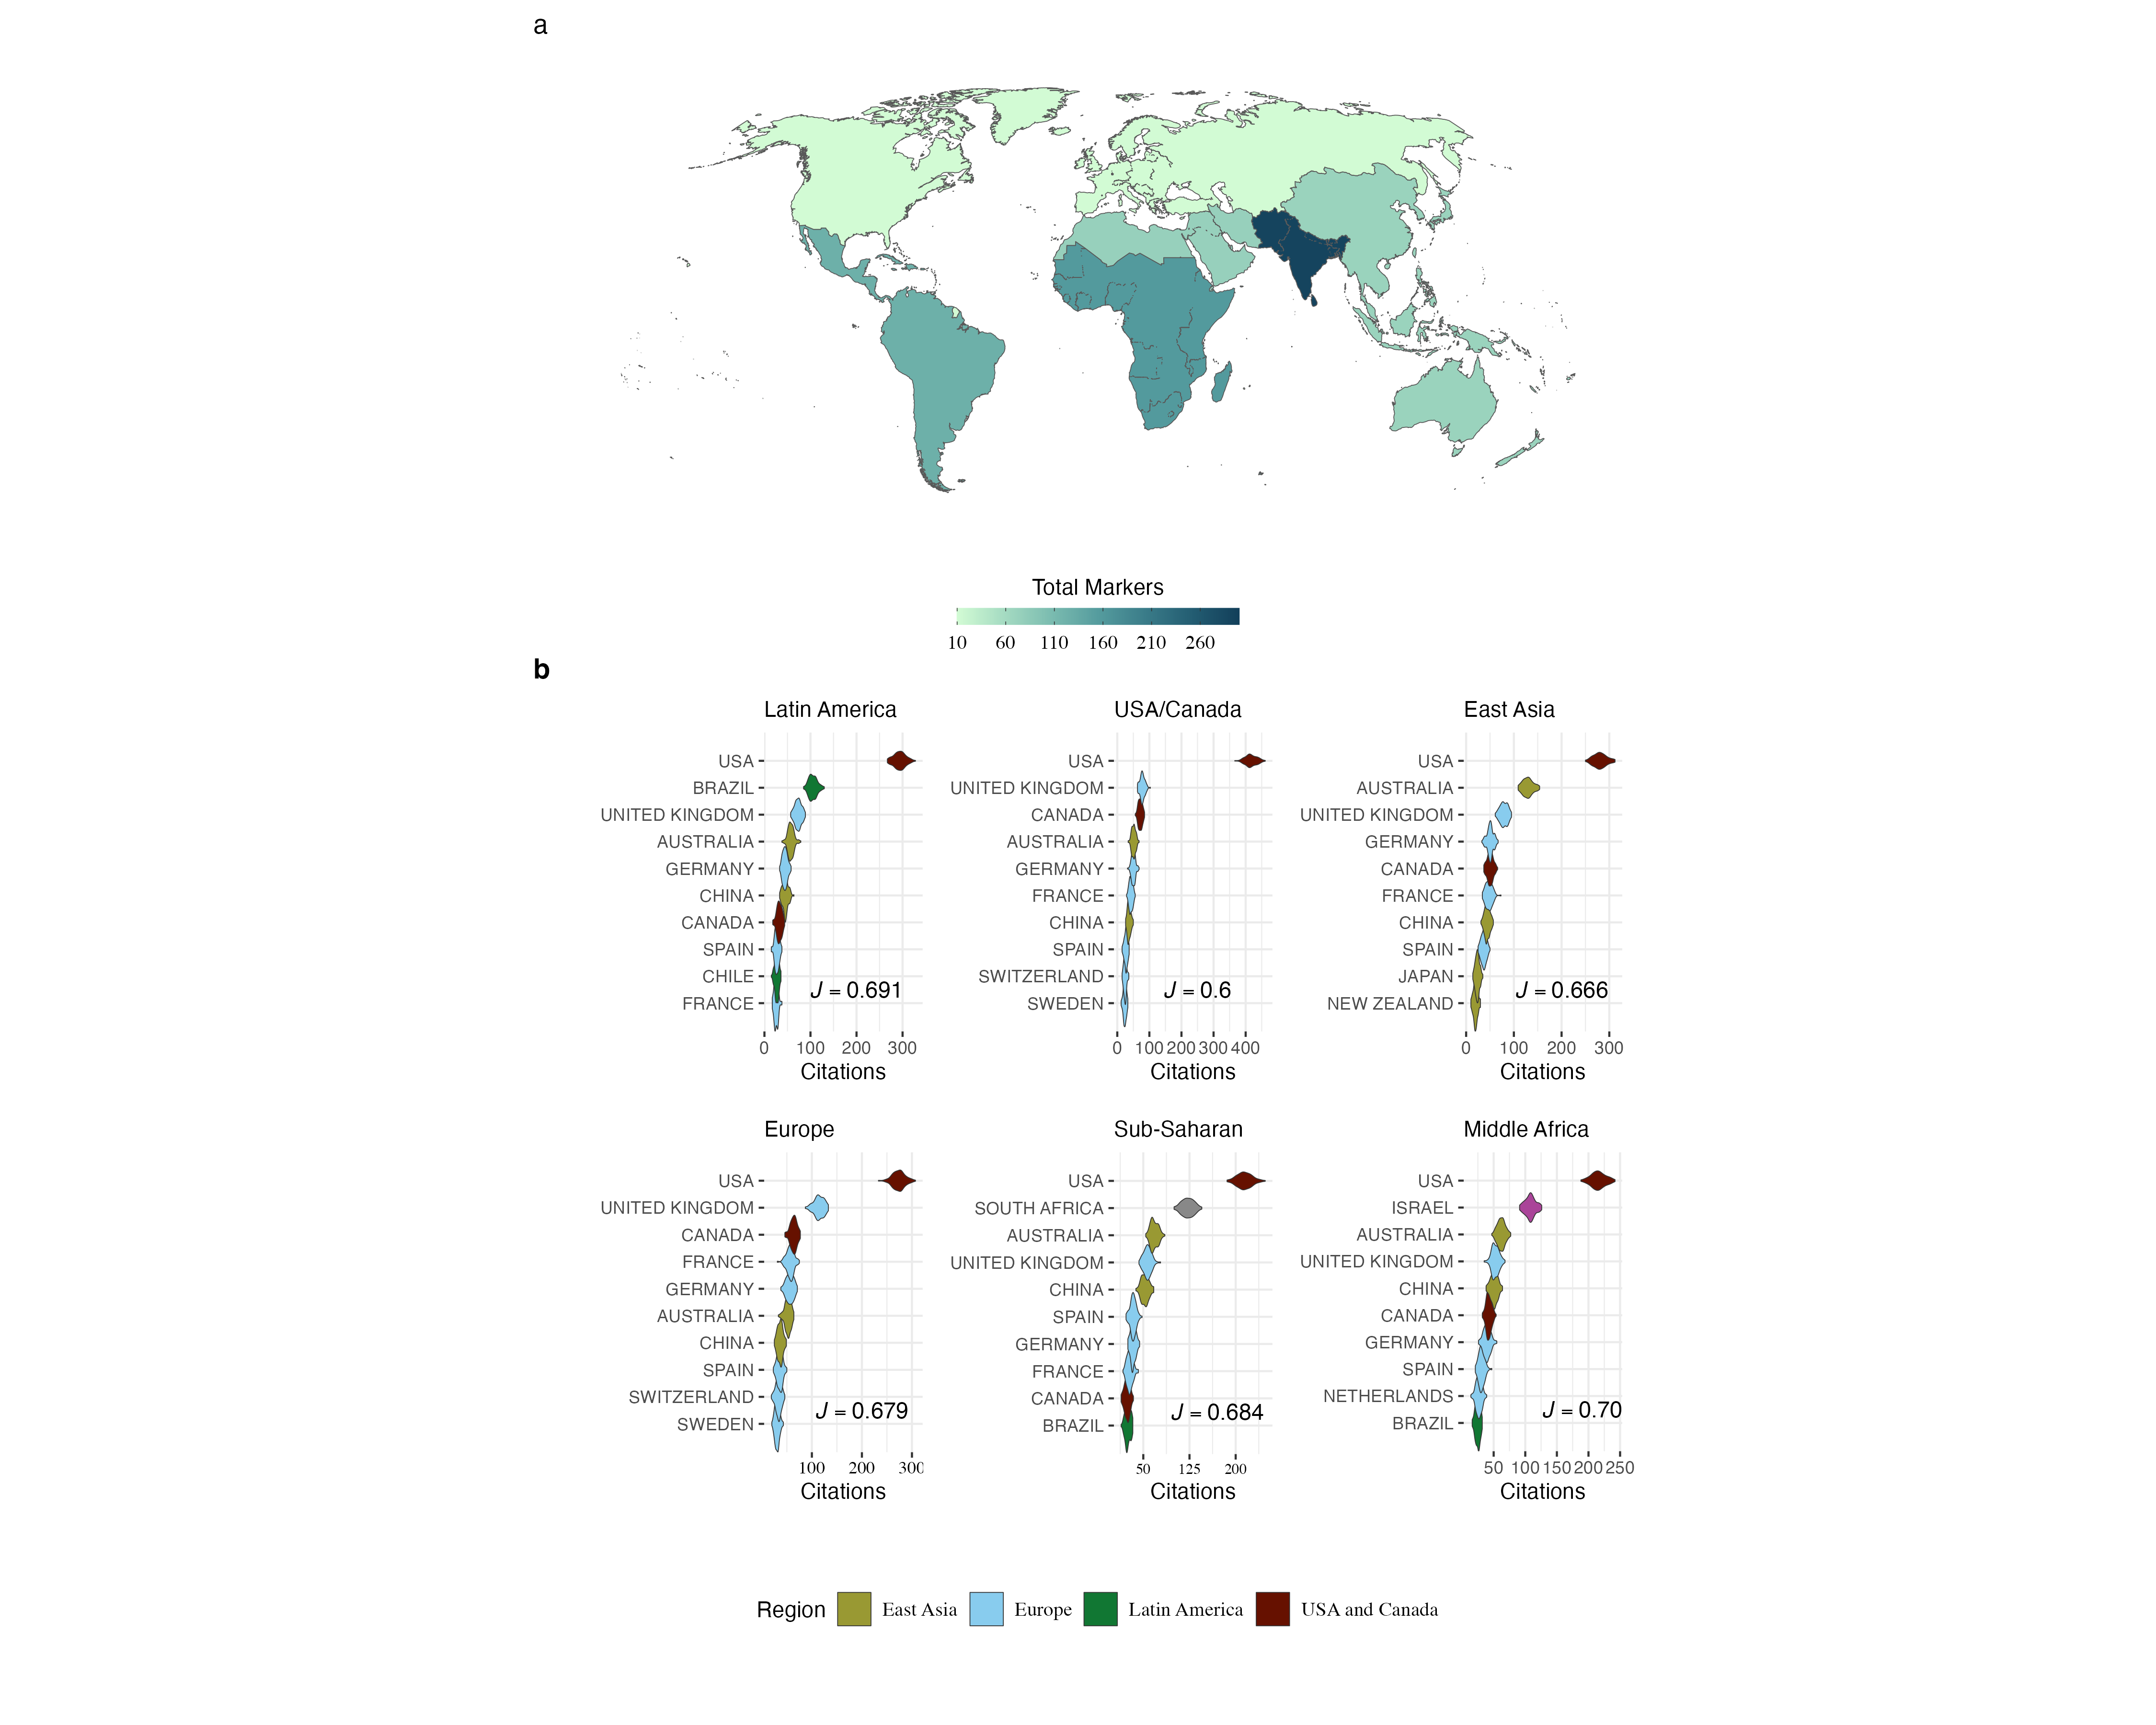 a
Total Markers
10 60 110 160 210 260
b
Latin America
USA
BRAZIL
UNITED KINGDOM
AUSTRALIA
GERMANY
CHINA
CANADA
SPAIN
CHILE
FRANCE
J = 0.691
0 100 200 300
Citations
USA/Canada
USA
UNITED KINGDOM
CANADA
AUSTRALIA
GERMANY
FRANCE
CHINA
SPAIN
SWITZERLAND
SWEDEN
J = 0.6
0 100 200 300 400
Citations
East Asia
USA
AUSTRALIA
UNITED KINGDOM
GERMANY
CANADA
FRANCE
CHINA
SPAIN
JAPAN
NEW ZEALAND
J = 0.666
0 100 200 300
Citations
Europe
USA
UNITED KINGDOM
CANADA
FRANCE
GERMANY
AUSTRALIA
CHINA
SPAIN
SWITZERLAND
SWEDEN
J = 0.679
100 200 300
Citations
Sub-Saharan
USA
SOUTH AFRICA
AUSTRALIA
UNITED KINGDOM
CHINA
SPAIN
GERMANY
FRANCE
CANADA
BRAZIL
J = 0.684
50 125 200
Citations
Middle Africa
USA
ISRAEL
AUSTRALIA
UNITED KINGDOM
CHINA
CANADA
GERMANY
SPAIN
NETHERLANDS
BRAZIL
J = 0.70
50 100 150 200 250
Citations
Region East Asia Europe Latin America USA and Canada